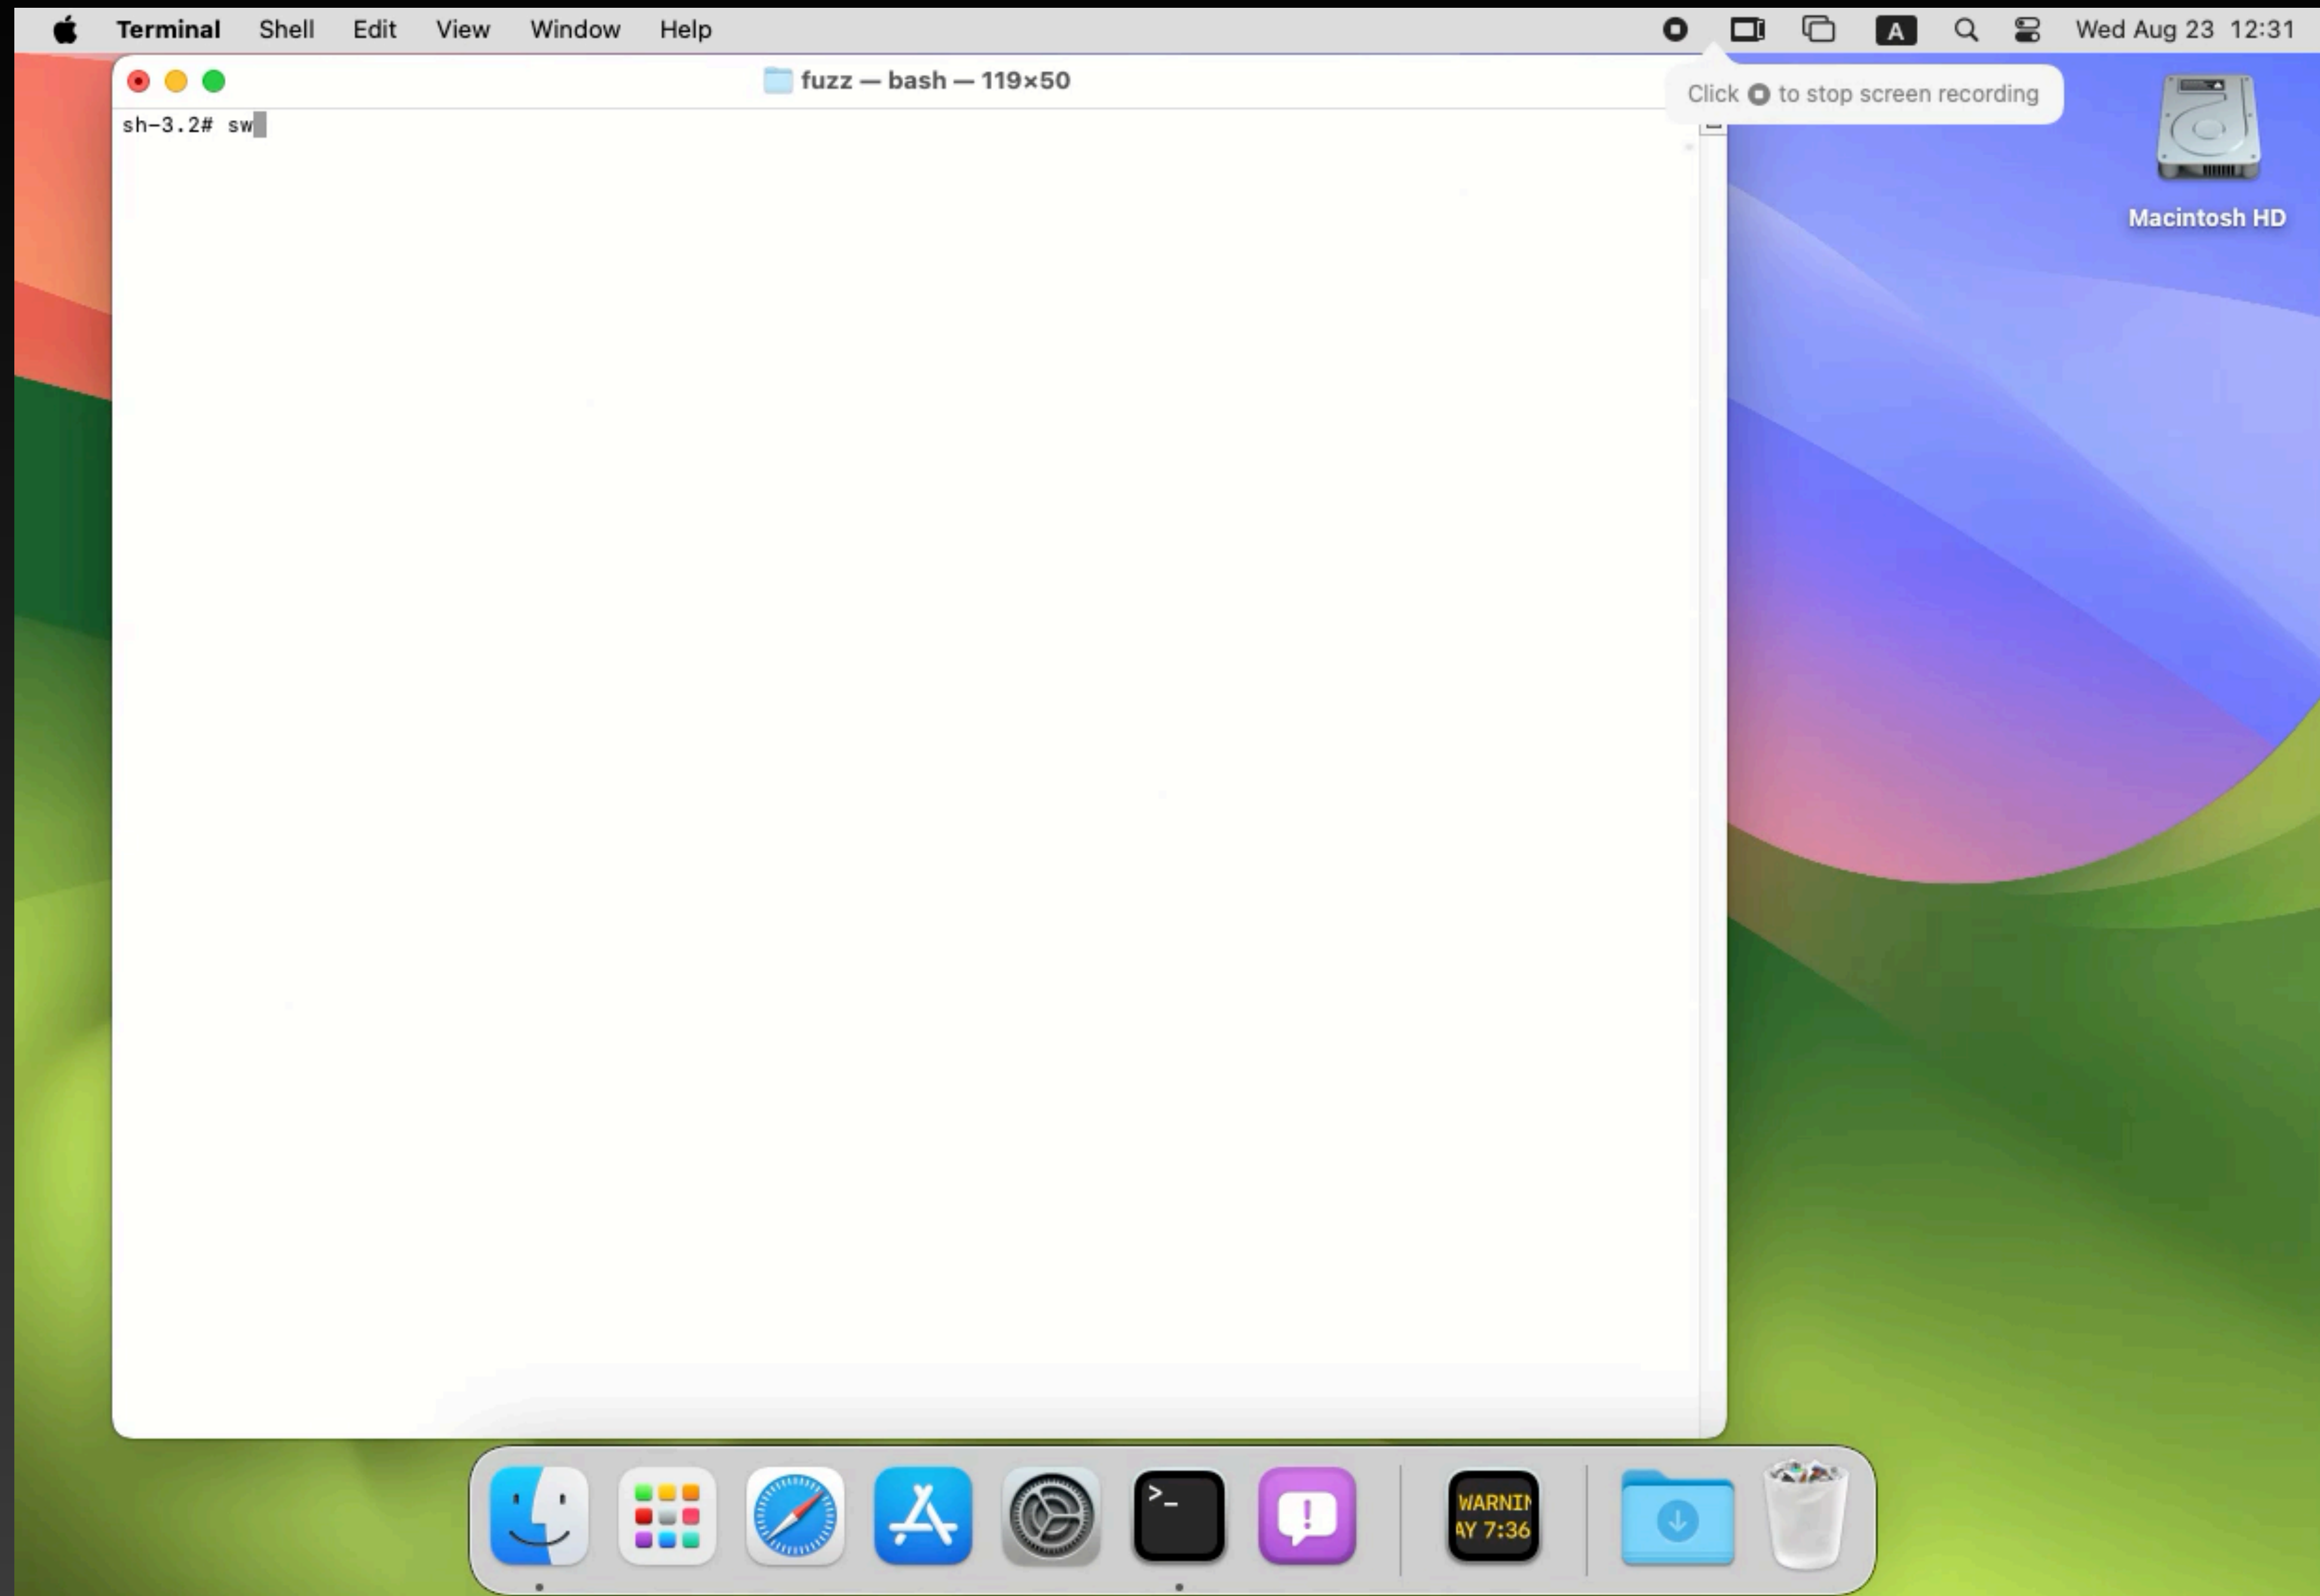 Terminal Shell Edit View Window Help A Wed Aug 23 12:31
fuzz — bash — 119×50
Click to stop screen recording
sh-3.2# sw
Macintosh HD
>_
!
WARNIN
AY 7:36